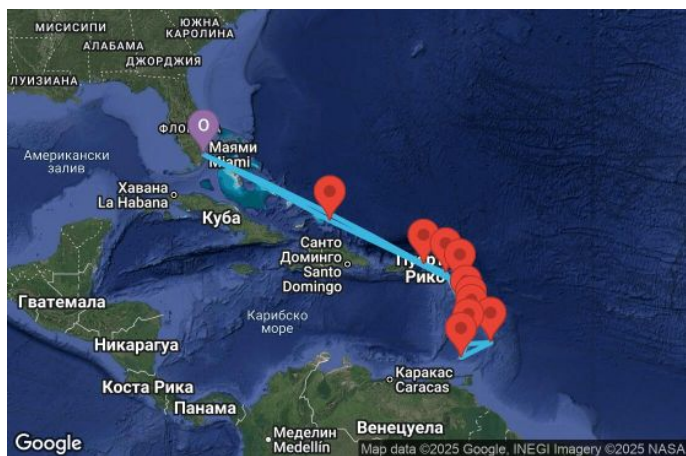 МИСИСИПИ
ЮЖНА
КАРОЛИНА
АЛАБАМА
ДЖОРДЖИЯ
ЛУИЗИАНА
O
Маями
Miami
Американски
залив
Хавана
La Habana
Куба
Санто
Доминго
Santo
Domingo
Рико
Гватемала
Карибско
море
Никарагуа
Коста Рика
Каракас
Caracas
Панама
Венецуела
Меделин
Medellín
Google
Map data ©2025 Google, INEGI Imagery ©2025 NASA